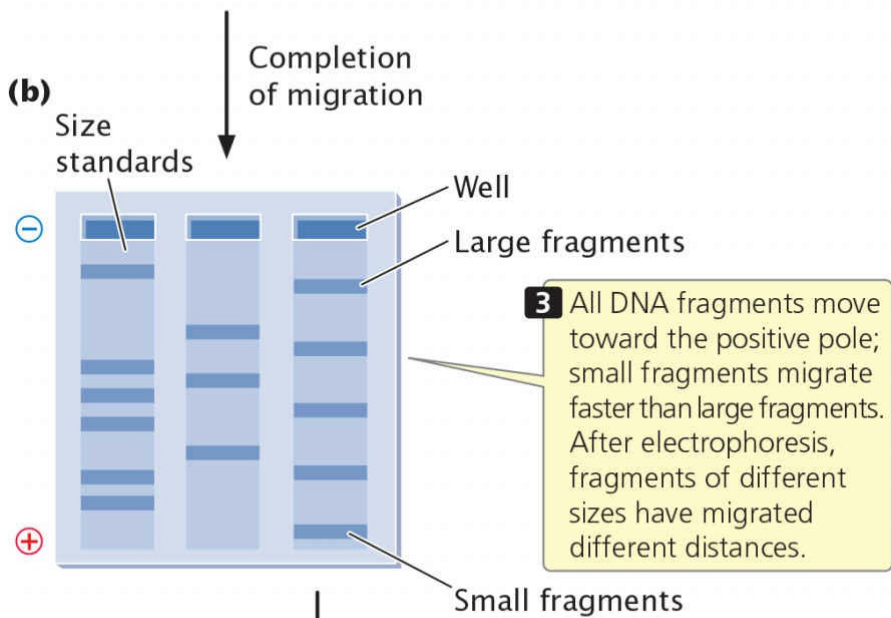 Completion
of migration
(b)
Size
standards
Well
Large fragments
−
3 All DNA fragments move
toward the positive pole;
small fragments migrate
faster than large fragments.
After electrophoresis,
fragments of different
sizes have migrated
different distances.
+
Small fragments